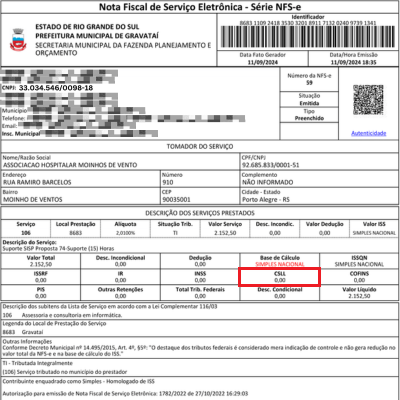 Nota Fiscal de Serviço Eletrônica - Série NFS-e
ESTADO DE RIO GRANDE DO SUL
PREFEITURA MUNICIPAL DE GRAVATAÍ
SECRETARIA MUNICIPAL DA FAZENDA PLANEJAMENTO E
ORÇAMENTO
Identificador
8683 1109 2418 3530 3201 8911 7132 0240 9739 1341
Data Fato Gerador
11/09/2024
Data/Hora Emissão
11/09/2024 18:35
CNPJ: 33.034.546/0098-18
Município
Telefone:
Email:
Insc. Municipal
Número da NFS-e
59
Situação
Emitida
Tipo
Preenchido
Autenticidade
TOMADOR DO SERVIÇO
Nome/Razão Social
ASSOCIACAO HOSPITALAR MOINHOS DE VENTO
CPF/CNPJ
92.685.833/0001-51
Endereço
RUA RAMIRO BARCELOS
Número
910
Complemento
NÃO INFORMADO
Bairro
MOINHO DE VENTOS
CEP
90035001
Cidade - Estado
Porto Alegre - RS
DESCRIÇÃO DOS SERVIÇOS PRESTADOS
Serviço Local Prestação Alíquota Situação Trib. Valor Serviço Desc. Incondic. Valor Dedução Valor ISS
106 8683 2,0100% TI 2.152,50 0,00 0,00 SIMPLES NACIONAL
Descrição do Serviço:
Suporte SISP Proposta 74-Suporte (15) Horas
Valor Total Desc. Incondicional Dedução Base de Cálculo ISSQN
2.152,50 0,00 0,00 SIMPLES NACIONAL SIMPLES NACIONAL
ISSRF IR INSS CSLL COFINS
0,00 0,00 0,00 0,00 0,00
PIS Outras Retenções Total Trib. Federais Desc. Condicional Valor Líquido
0,00 0,00 0,00 0,00 2.152,50
Descrição do subitens da Lista de Serviço em acordo com a Lei Complementar 116/03
106 Assessoria e consultoria em informática.
Legenda do Local de Prestação do Serviço
8683 Gravataí
Outras Informações
Conforme Decreto Municipal nº 14.495/2015, Art. 4º, §5º: "O destaque dos tributos federais é considerado mera indicação de controle e não gera redução no
valor total da NFS-e e na base de cálculo do ISS."
TI - Tributada Integralmente
(106) Serviço tributado no município do prestador
Contribuinte enquadrado como Simples - Homologado de ISS
Autorização para emissão de Nota Fiscal de Serviço Eletrônica: 1782/2022 de 27/10/2022 16:29:03